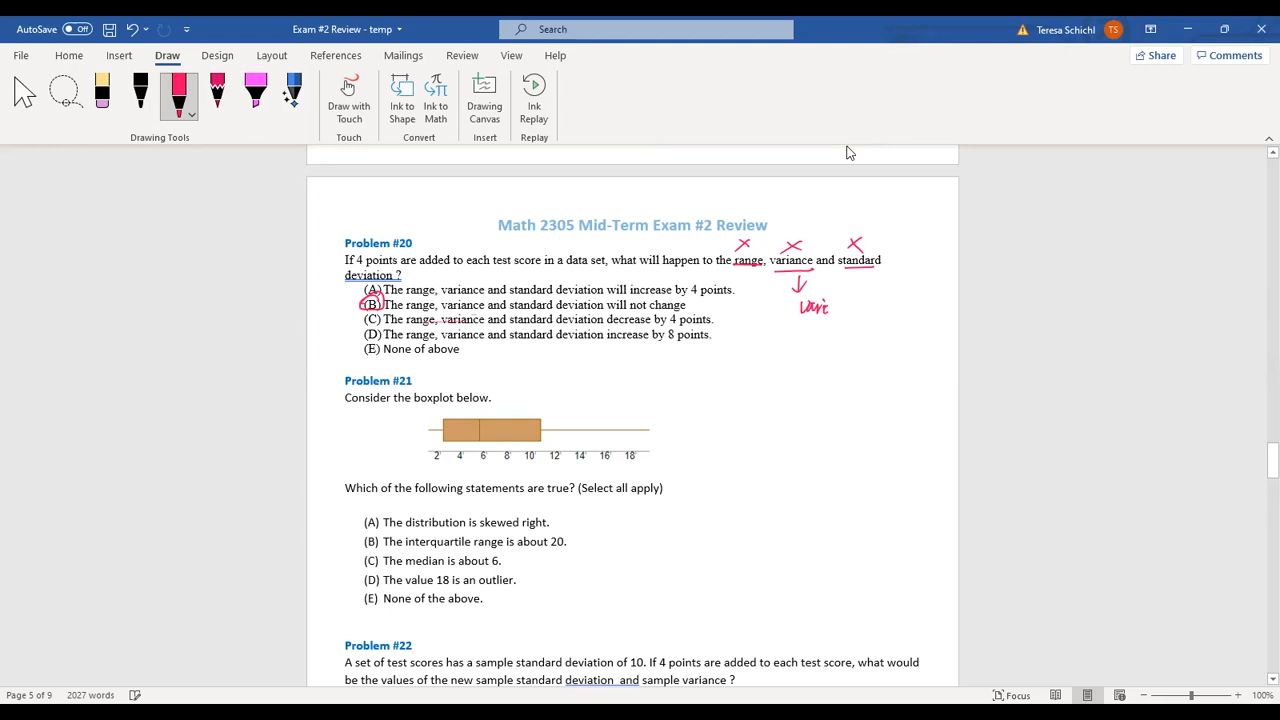 AutoSave Off Exam #2 Review - temp Search Teresa Schichl TS
File Home Insert Draw Design Layout References Mailings Review View Help Share Comments
Draw with Touch Ink to Shape Ink to Math Drawing Canvas Ink Replay
Drawing Tools Touch Convert Insert Replay
Math 2305 Mid-Term Exam #2 Review
Problem #20
If 4 points are added to each test score in a data set, what will happen to the range, variance and standard
deviation ?
(A) The range, variance and standard deviation will increase by 4 points.
(B) The range, variance and standard deviation will not change
vari
(C) The range, variance and standard deviation decrease by 4 points.
(D) The range, variance and standard deviation increase by 8 points.
(E) None of above
Problem #21
Consider the boxplot below.
2' 4' 6' 8' 10' 12' 14' 16' 18'
Which of the following statements are true? (Select all apply)
(A) The distribution is skewed right.
(B) The interquartile range is about 20.
(C) The median is about 6.
(D) The value 18 is an outlier.
(E) None of the above.
Problem #22
A set of test scores has a sample standard deviation of 10. If 4 points are added to each test score, what would
be the values of the new sample standard deviation and sample variance ?
Page 5 of 9 2027 words Focus 100%